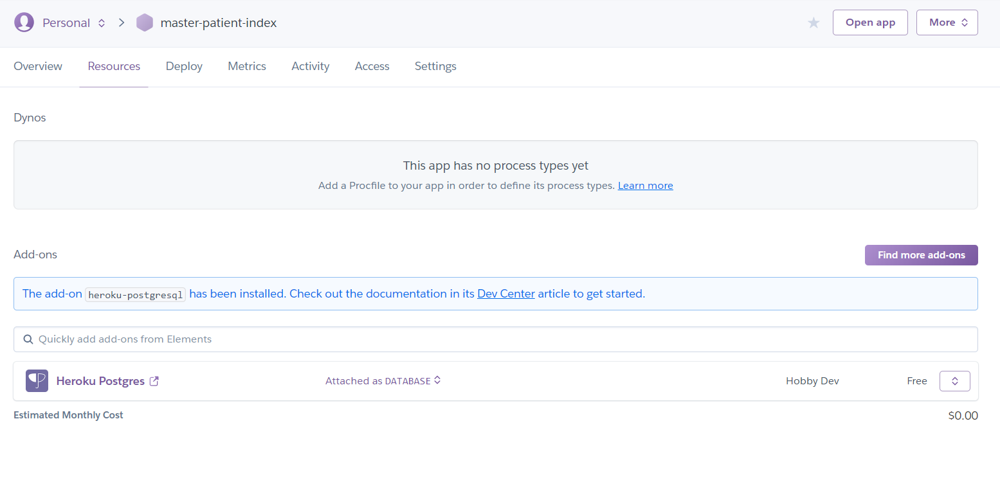 Personal master-patient-index Open app More
Overview Resources Deploy Metrics Activity Access Settings
Dynos
This app has no process types yet
Add a Procfile to your app in order to define its process types. Learn more
Add-ons Find more add-ons
The add-on heroku-postgresql has been installed. Check out the documentation in its Dev Center article to get started.
Quickly add add-ons from Elements
Heroku Postgres Attached as DATABASE Hobby Dev Free
Estimated Monthly Cost $0.00